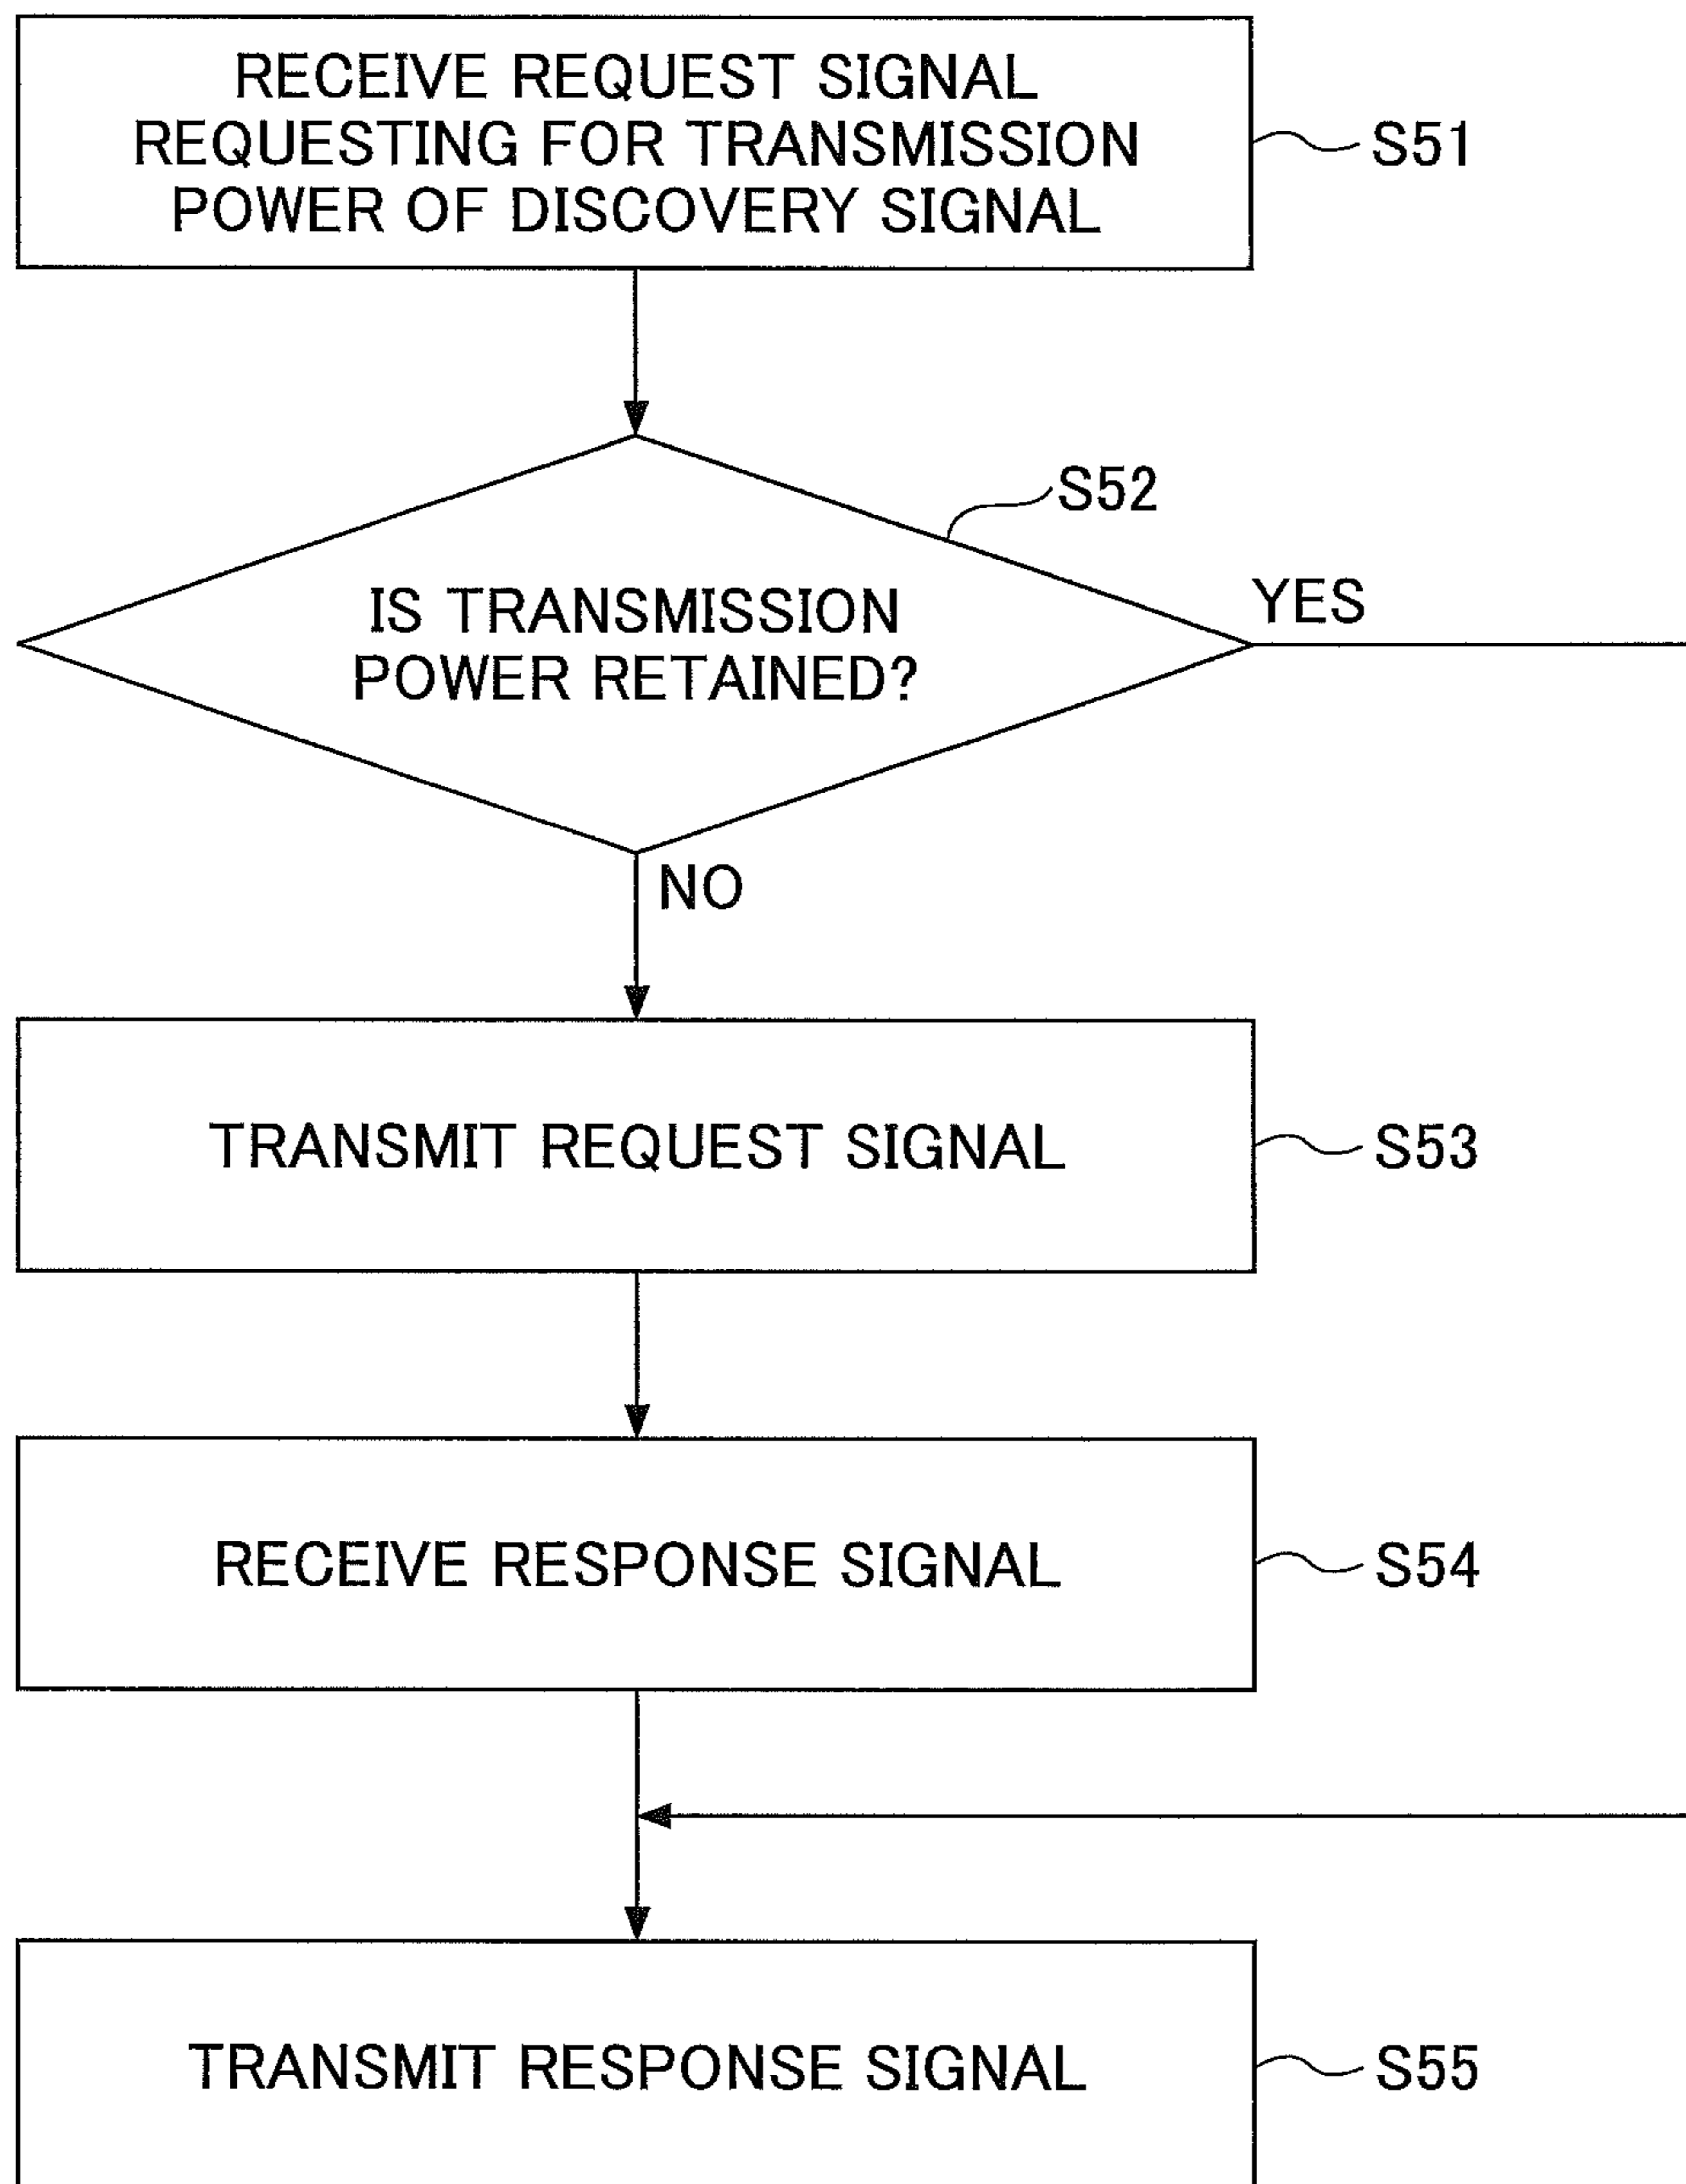 RECEIVE REQUEST SIGNAL
REQUESTING FOR TRANSMISSION
POWER OF DISCOVERY SIGNAL
S51
S52
IS TRANSMISSION
POWER RETAINED?
YES
NO
TRANSMIT REQUEST SIGNAL
S53
RECEIVE RESPONSE SIGNAL
S54
TRANSMIT RESPONSE SIGNAL
S55